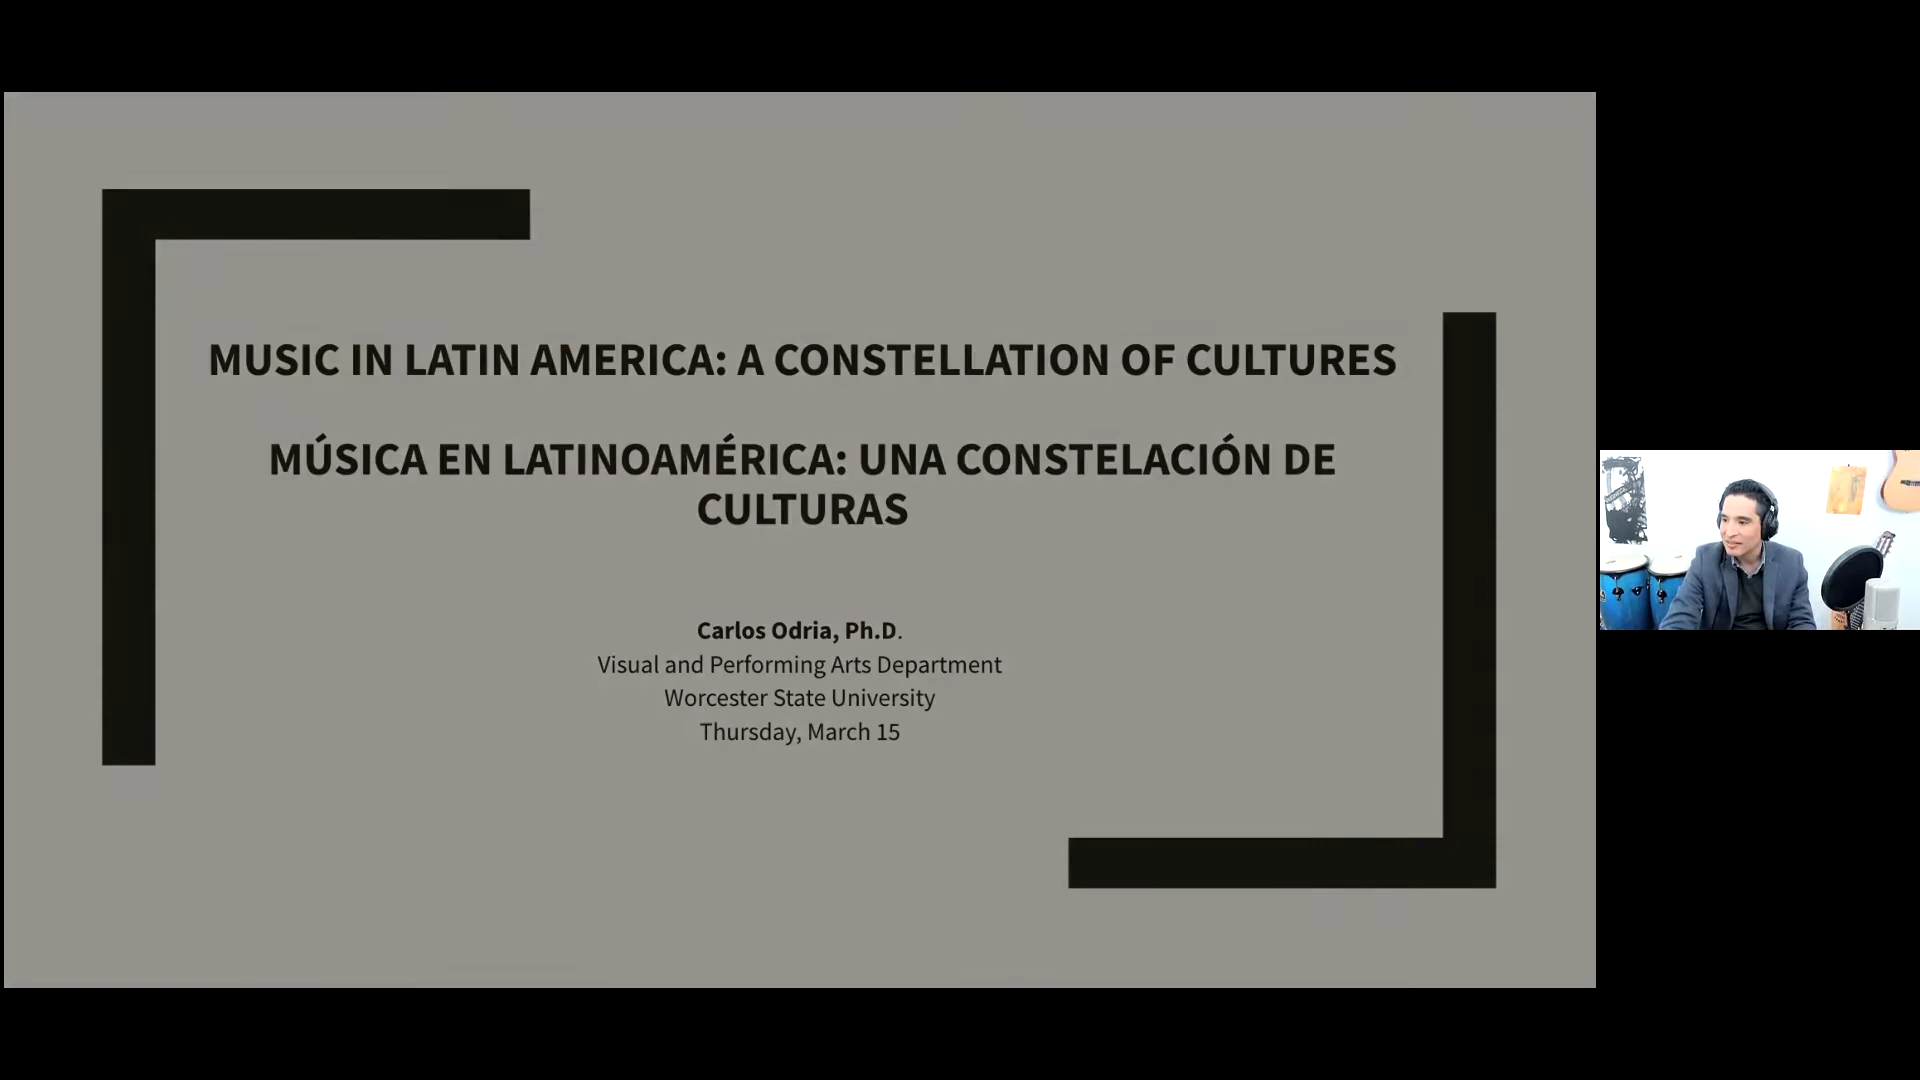 MUSIC IN LATIN AMERICA: A CONSTELLATION OF CULTURES
MÚSICA EN LATINOAMÉRICA: UNA CONSTELACIÓN DE
CULTURAS
Carlos Odria, Ph.D.
Visual and Performing Arts Department
Worcester State University
Thursday, March 15